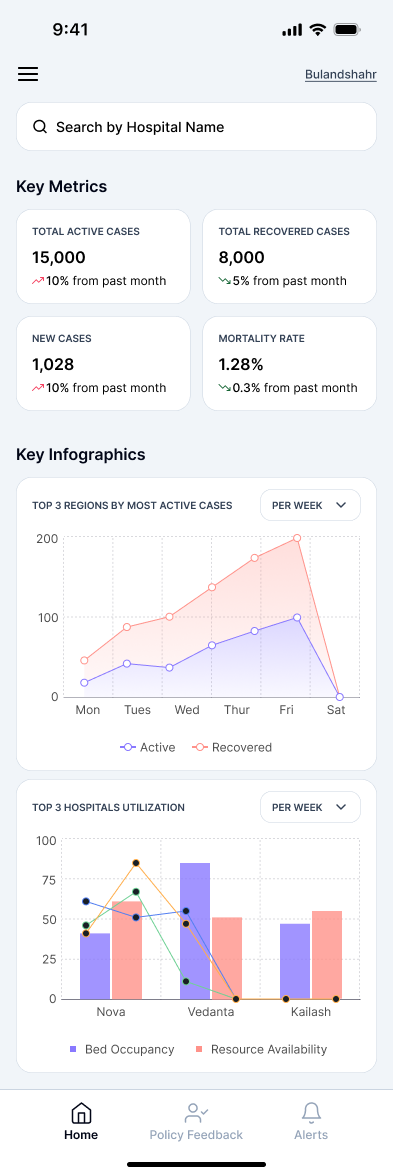 9:41
Bulandshahr
Search by Hospital Name
Key Metrics
TOTAL ACTIVE CASES
15,000
10% from past month
TOTAL RECOVERED CASES
8,000
5% from past month
NEW CASES
1,028
10% from past month
MORTALITY RATE
1.28%
0.3% from past month
Key Infographics
TOP 3 REGIONS BY MOST ACTIVE CASES
PER WEEK
200
100
0
Mon Tues Wed Thur Fri Sat
Active Recovered
TOP 3 HOSPITALS UTILIZATION
PER WEEK
100
75
50
25
0
Nova Vedanta Kailash
Bed Occupancy Resource Availability
Home Policy Feedback Alerts